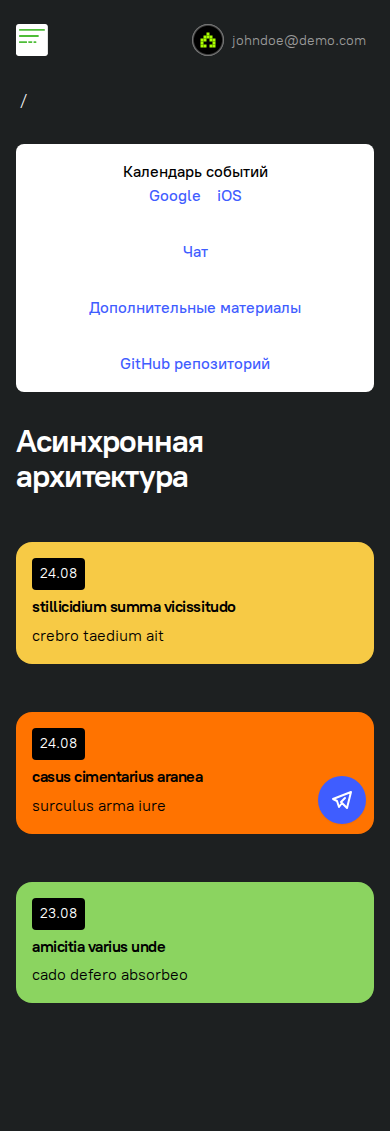 johndoe@demo.com
/
Календарь событий
Google iOS
Чат
Дополнительные материалы
GitHub репозиторий
Асинхронная
архитектура
24.08
stillicidium summa vicissitudo
crebro taedium ait
24.08
casus cimentarius aranea
surculus arma iure
23.08
amicitia varius unde
cado defero absorbeo